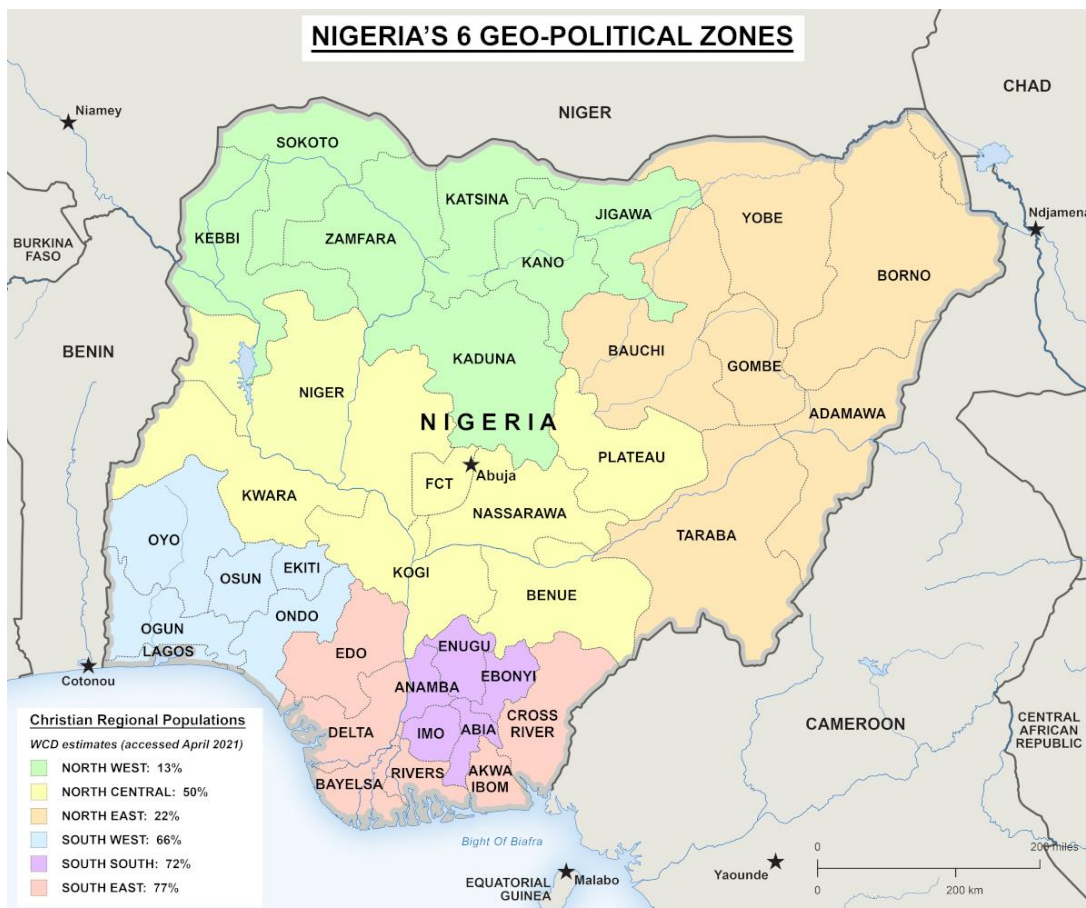 NIGERIA'S 6 GEO-POLITICAL ZONES
CHAD
Niamey
NIGER
SOKOTO
KATSINA
JIGAWA
YOBE
Ndjamena
KEBBI
ZAMFARA
BURKINA
FASO
KANO
BORNO
BENIN
KADUNA
BAUCHI
GOMBE
NIGER
ADAMAWA
NIGERIA
PLATEAU
FCT
Abuja
KWARA
NASSARAWA
TARABA
OYO
EKITI
OSUN
KOGI
BENUE
ONDO
OGUN
LAGOS
EDO
ENUGU
EBONYI
Cotonou
ANAMBA
CROSS
RIVER
DELTA
IMO
ABIA
CAMEROON
CENTRAL
AFRICAN
REPUBLIC
BAYELSA
RIVERS
AKWA
IBOM
Bight Of Biafra
EQUATORIAL
GUINEA
Malabo
Yaounde
0
200 miles
0
200 km
Christian Regional Populations
WCD estimates (accessed April 2021)
NORTH WEST: 13%
NORTH CENTRAL: 50%
NORTH EAST: 22%
SOUTH WEST: 66%
SOUTH SOUTH: 72%
SOUTH EAST: 77%